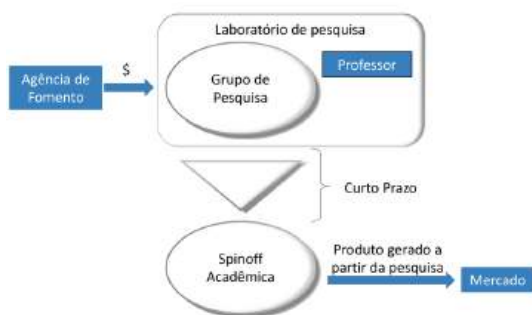 Laboratório de pesquisa
Agência de
Fomento
$
Grupo de
Pesquisa
Professor
Curto Prazo
Spinoff
Acadêmica
Produto gerado a
partir da pesquisa
Mercado